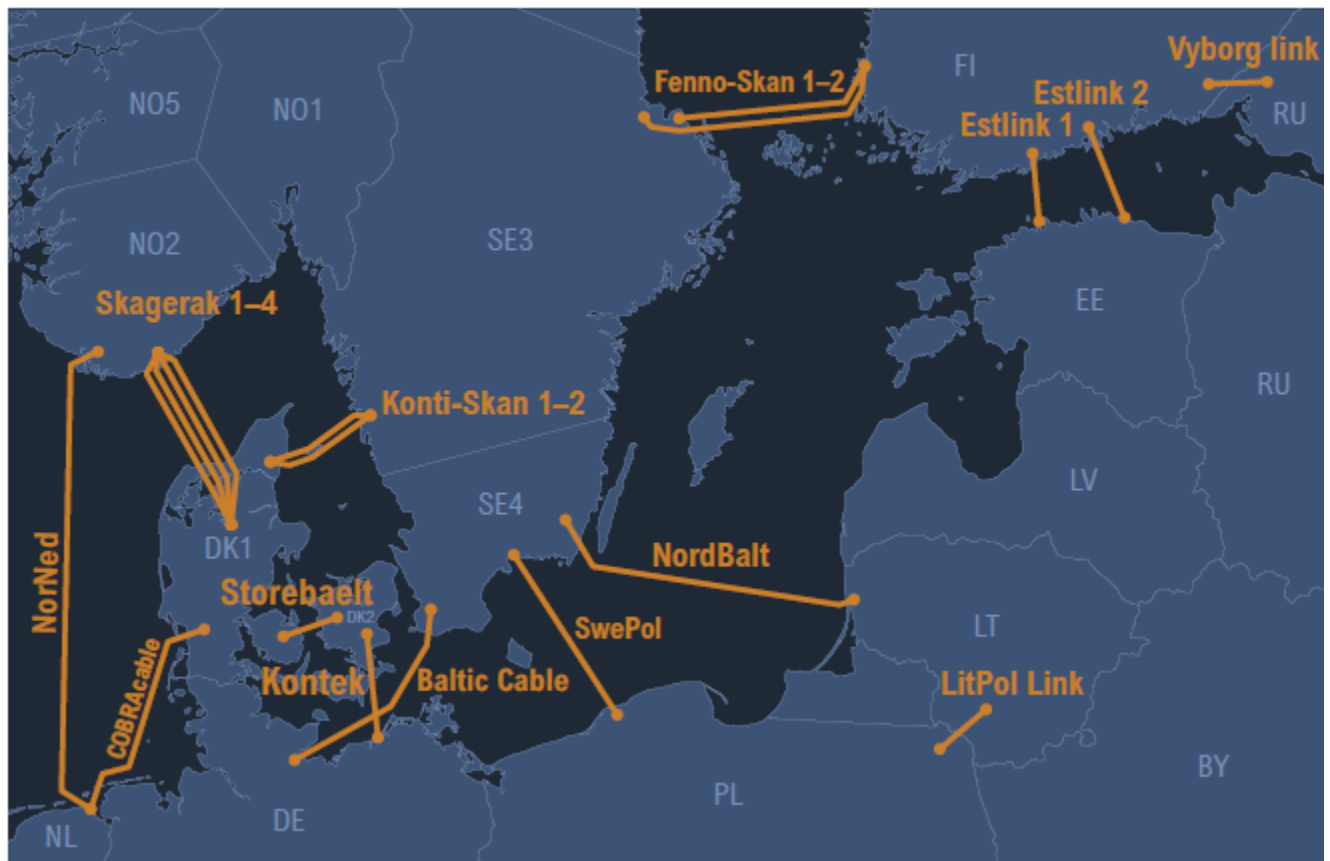 FI
Vyborg link
Fenno-Skan 1–2
Estlink 2
NO5
NO1
RU
Estlink 1
NO2
SE3
Skagerak 1–4
EE
RU
Konti-Skan 1–2
LV
SE4
DK1
NordBalt
Storebaelt
NorNed
DK2
SwePol
LT
Kontek
Baltic Cable
LitPol Link
COBRAcable
BY
PL
DE
NL